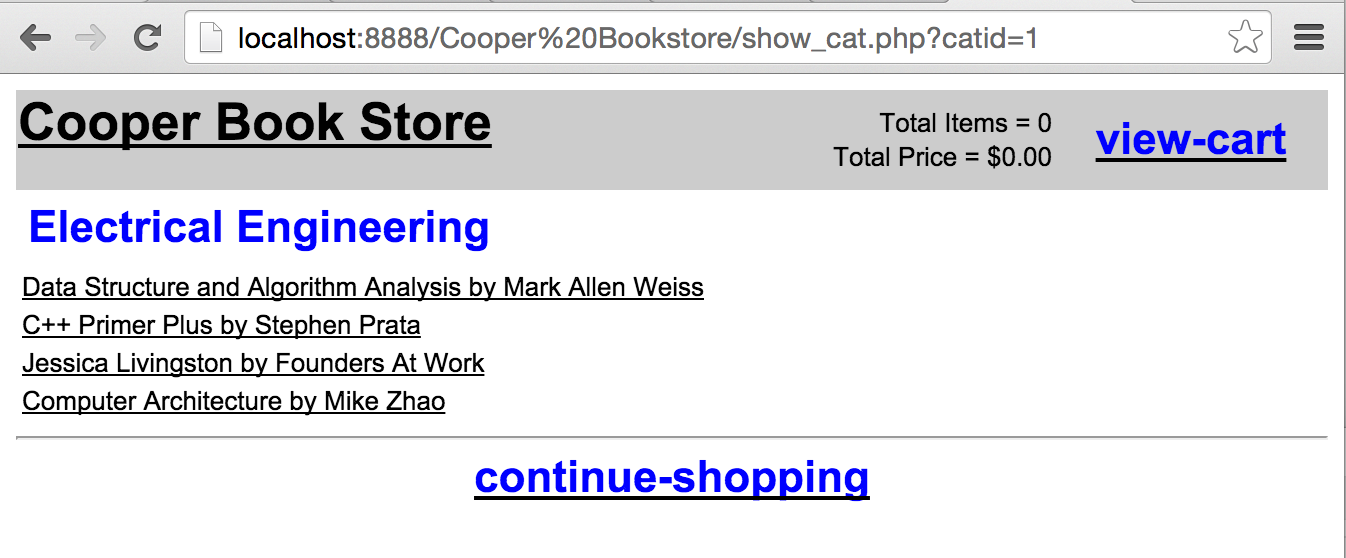 localhost:8888/Cooper%20Bookstore/show_cat.php?catid=1
Cooper Book Store
Total Items = 0
Total Price = $0.00
view-cart
Electrical Engineering
Data Structure and Algorithm Analysis by Mark Allen Weiss
C++ Primer Plus by Stephen Prata
Jessica Livingston by Founders At Work
Computer Architecture by Mike Zhao
continue-shopping